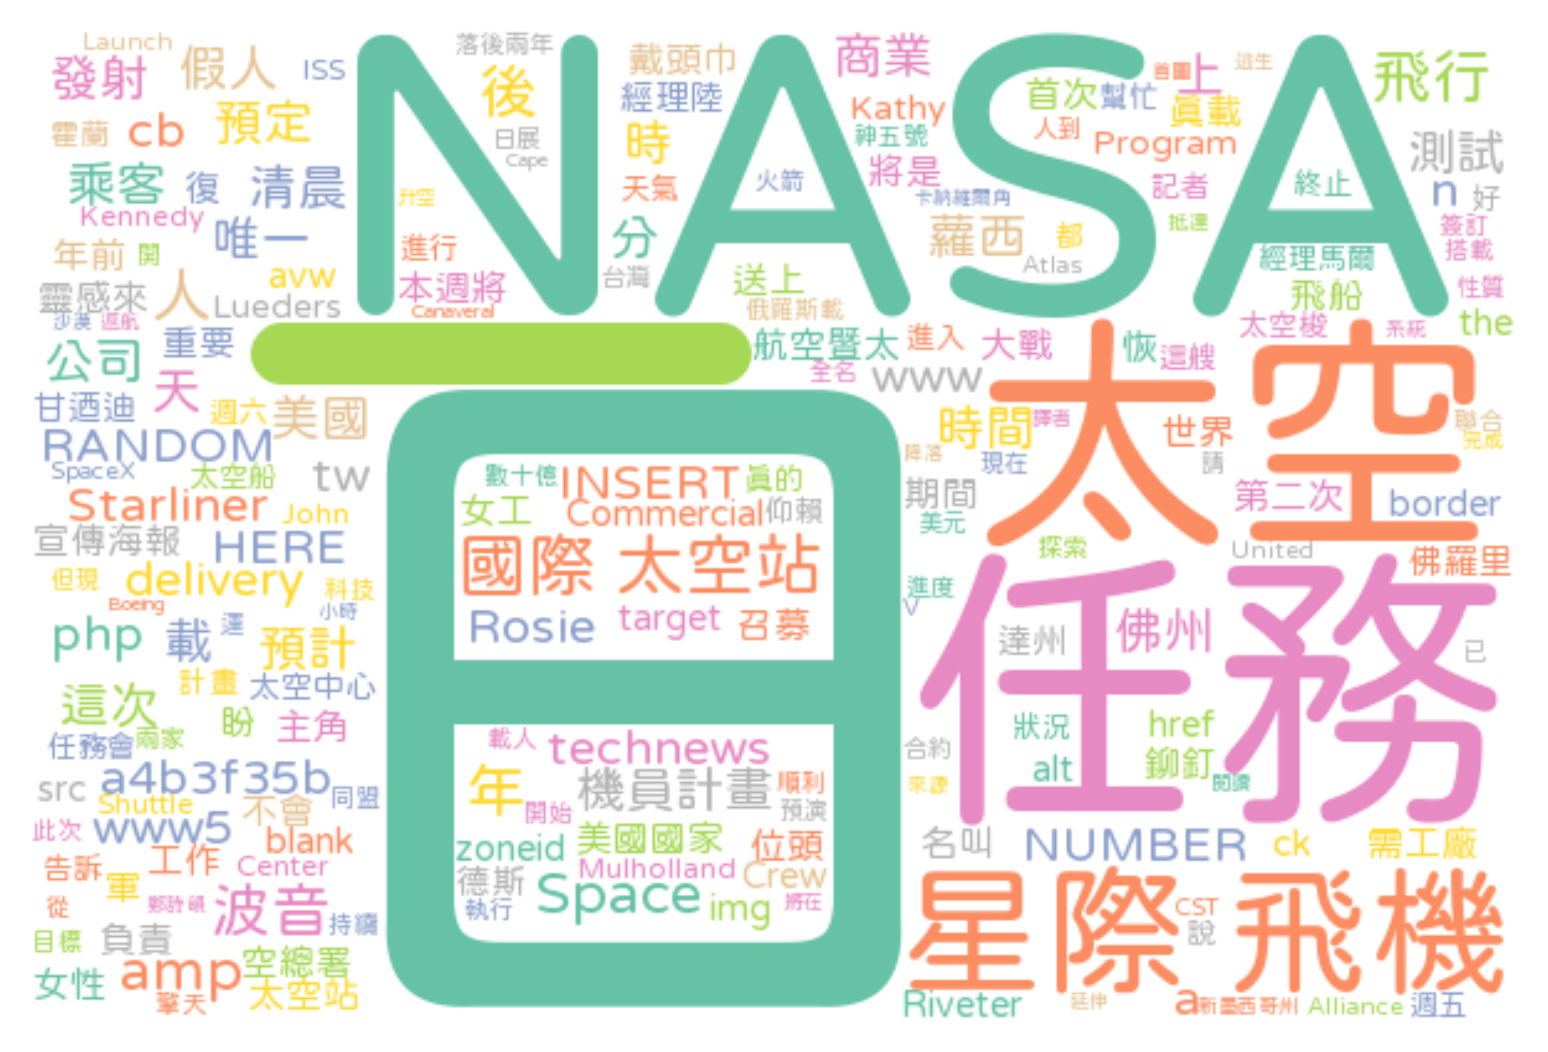 Launch
發射
假人
ISS
NASA
落後兩年
後
戴頭巾
經理陸
商業
Kathy
首次
幫忙
首圖
上
逃生
飛行
霍蘭
cb
預定
日展
Cape
時
神五號
人到
Program
真載
測試
乘客
復
清晨
升空
天氣
火箭
將是
卡納維爾角
記者
終止
n
好
Kennedy
唯一
進行
分
蘿西
都
抵達
簽訂
搭載
年前
開
avw
本週將
台灣
送上
Atlas
經理馬爾
靈感來
人
Lueders
Canaveral
俄羅斯載
飛船
性質
沙漠
返航
重要
一
航空暨太
進入
大戰
恢
這艘
太空梭
系統
the
公司
天
全名
www
太空
甘迺迪
週六
美國
日
時間
譯者
世界
聯合
完成
RANDOM
降落
現在
請
SpaceX
太空船
tw
數十億
INSERT
真的
期間
第二次
border
Starliner
John
女工
Commercial
仰賴
美元
宣傳海報
HERE
國際 太空站
探索
United
佛羅里
但現
delivery
科技
Boeing
小時
Rosie
target
召募
進度
V
任務
php
載
運
預計
達州
佛州
已
計畫
太空中心
這次
盼
主角
狀況
href
任務會
兩家
載人
technews
合約
alt
鉚釘
src
a4b3f35b
同盟
年
機員計畫
順利
來源
閱讀
Shuttle
不會
開始
預演
此次
www5
blank
zoneid
美國國家
位頭
名叫
NUMBER
ck
需工廠
告訴
工作
Center
德斯
Mulholland
Crew
軍
執行
Space
img
將在
星際飛機
從
波音
持續
CST
說
目標
負責
女性
amp
空總署
擎天
太空站
Riveter
延伸
a
新墨西哥州
Alliance
週五